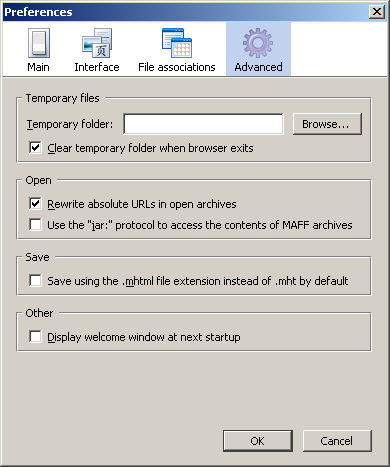 Preferences
Main
Interface
File associations
Advanced
Temporary files
Temporary folder:
Browse...
Clear temporary folder when browser exits
Open
Rewrite absolute URLs in open archives
Use the "jar:" protocol to access the contents of MAFF archives
Save
Save using the .mhtml file extension instead of .mht by default
Other
Display welcome window at next startup
OK
Cancel